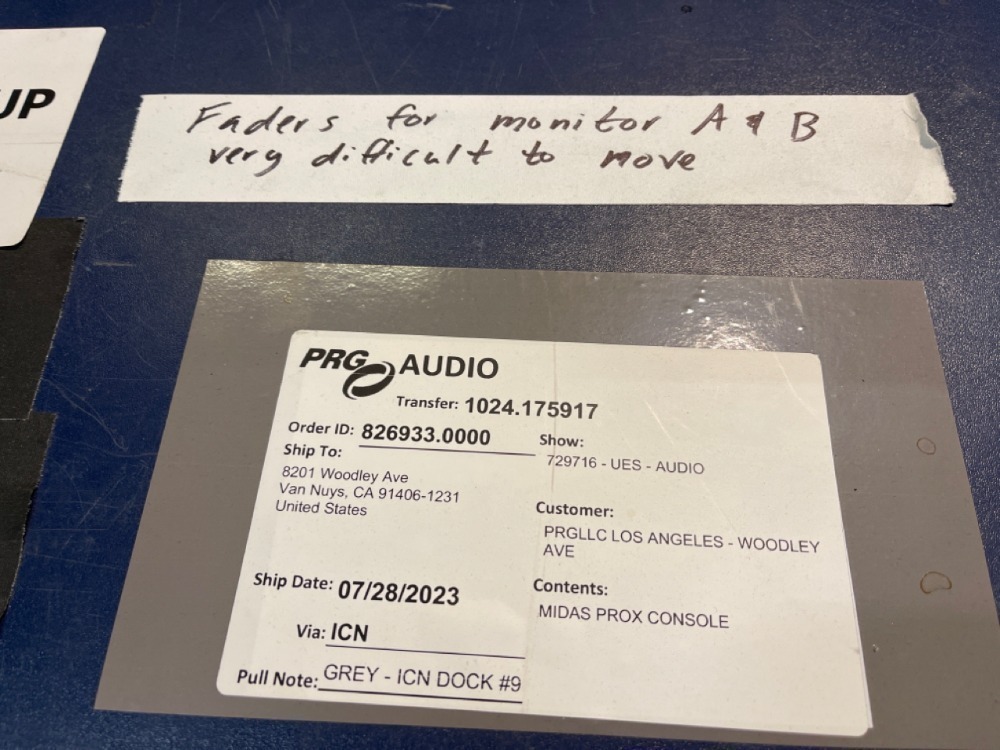 UP
Faders for monitor A & B
very difficult to move
PRG AUDIO
Transfer: 1024.175917
Order ID: 826933.0000
Ship To:
8201 Woodley Ave
Van Nuys, CA 91406-1231
United States
Show:
729716 - UES - AUDIO
Customer:
PRGLLC LOS ANGELES - WOODLEY
AVE
Contents:
MIDAS PROX CONSOLE
Ship Date: 07/28/2023
Via: ICN
Pull Note: GREY - ICN DOCK #9